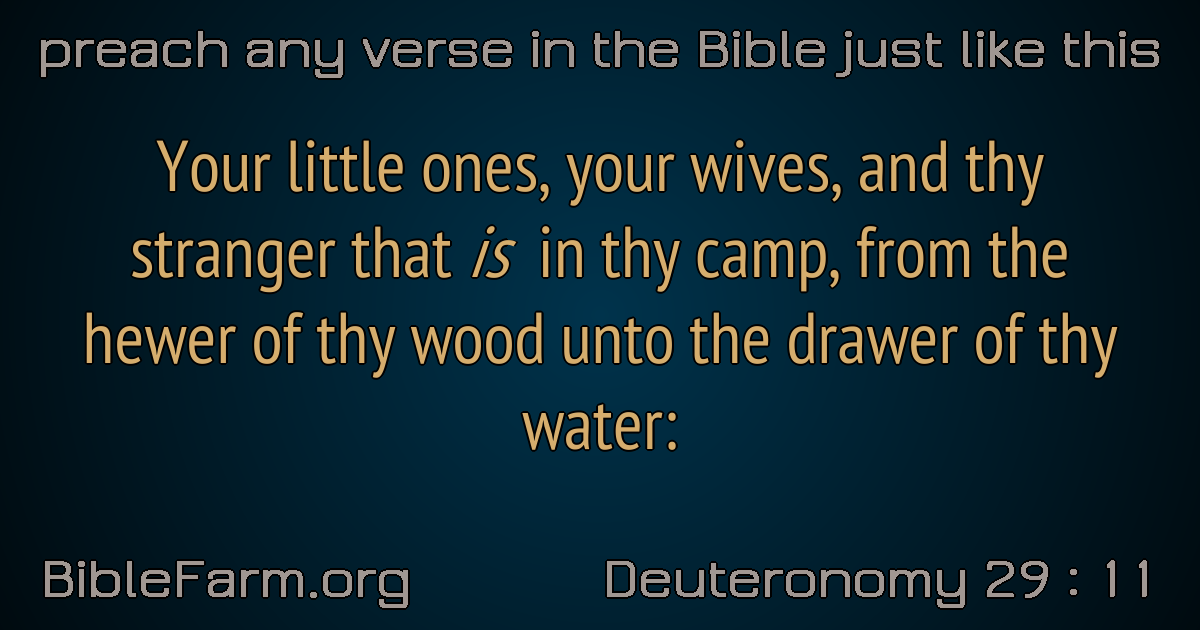 preach any verse in the Bible just like this
Your little ones, your wives, and thy
stranger that is in thy camp, from the
hewer of thy wood unto the drawer of thy
water:
BibleFarm.org
Deuteronomy 29 : 11